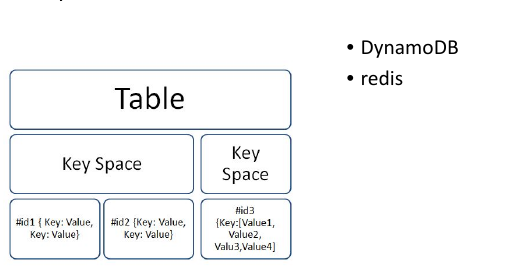 • DynamoDB
• redis
Table
Key Space
Key
Space
#id1 { Key: Value,
Key: Value}
#id2 {Key: Value,
Key: Value}
#id3
{Key:[Value1,
Value2,
Valu3,Value4]